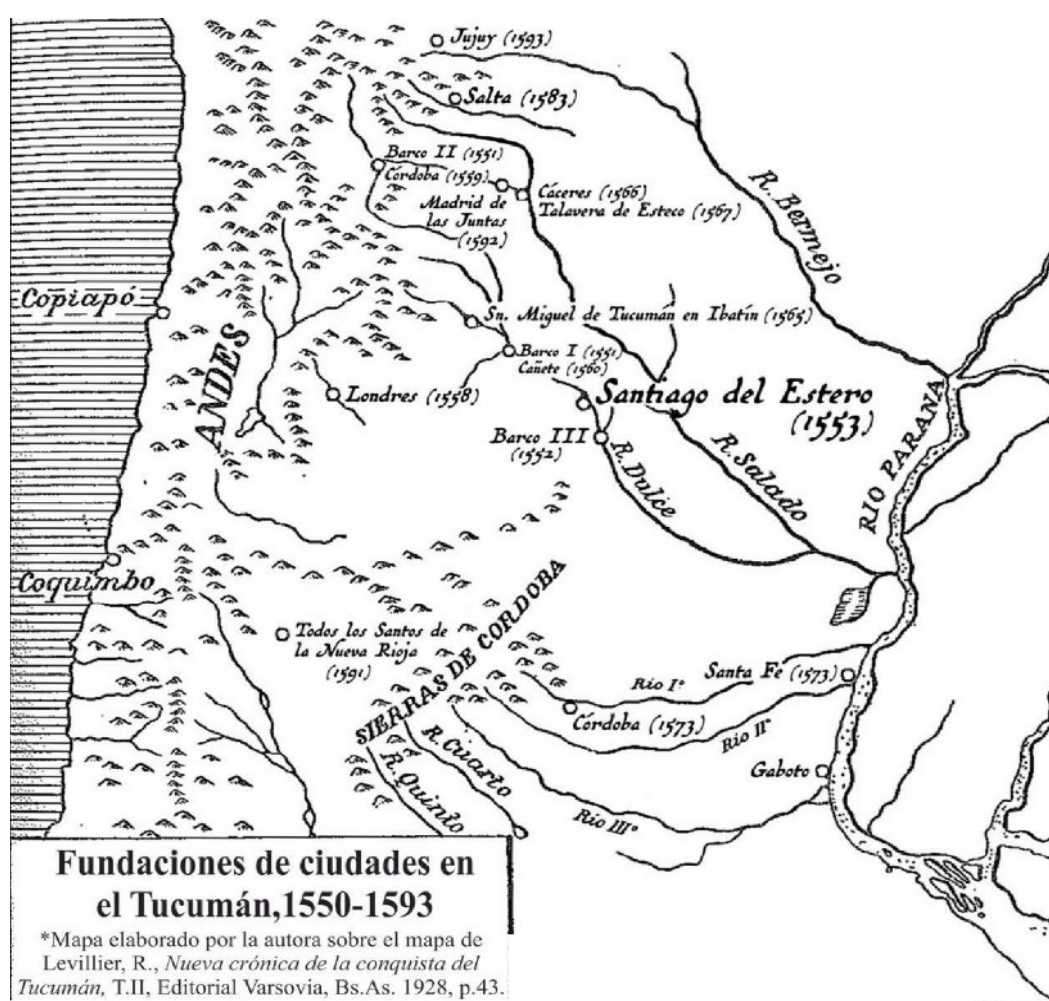 Jujuy (1593)
Salta (1583)
Barco II (1551)
Córdoba (1559)
Cáceres (1566)
Talavera de Esteco (1567)
Madrid de
las Juntas
(1592)
R. Bermejo
Copiapó
ANDES
Sn. Miguel de Tucumán en Ibatín (1565)
Barco I (1551)
Cañete (1560)
Londres (1558)
Santiago del Estero
(1553)
Barco III
(1552)
R. Dulce
R. Salado
RIO PARANA
Coquimbo
Todos los Santos de
la Nueva Rioja
(1591)
SIERRAS DE CORDOBA
Santa Fé (1573)
Rio Iº
Córdoba (1573)
Rio IIº
R. Cuarto
R. Quinto
Gaboto
Rio IIIº
Fundaciones de ciudades en
el Tucumán,1550-1593
*Mapa elaborado por la autora sobre el mapa de
Levillier, R., Nueva crónica de la conquista del
Tucumán, T.II, Editorial Varsovia, Bs.As. 1928, p.43.